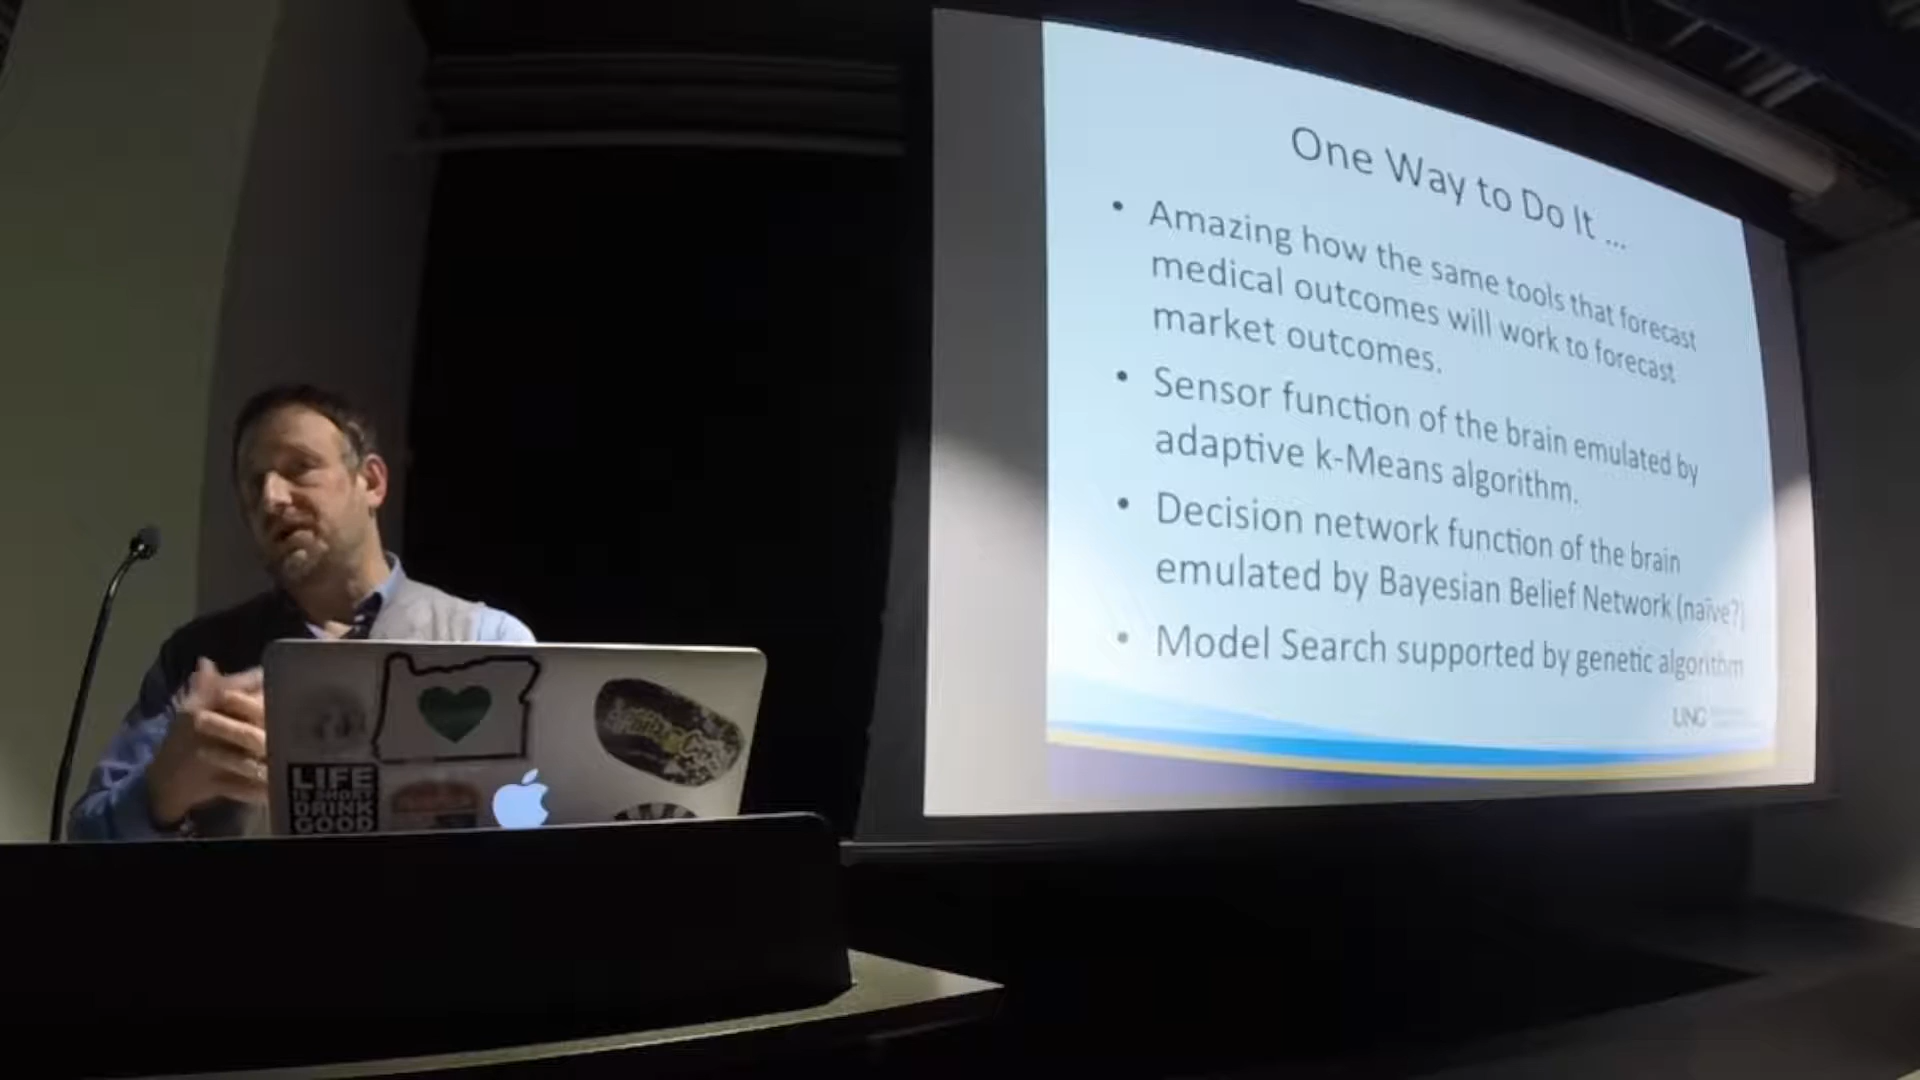 One Way to Do It ...
• Amazing how the same tools that forecast
medical outcomes will work to forecast
market outcomes.
• Sensor function of the brain emulated by
adaptive k-Means algorithm.
• Decision network function of the brain
emulated by Bayesian Belief Network (naïve?)
• Model Search supported by genetic algorithm
UNG
LIFE
IS SHORT
DRINK
GOOD